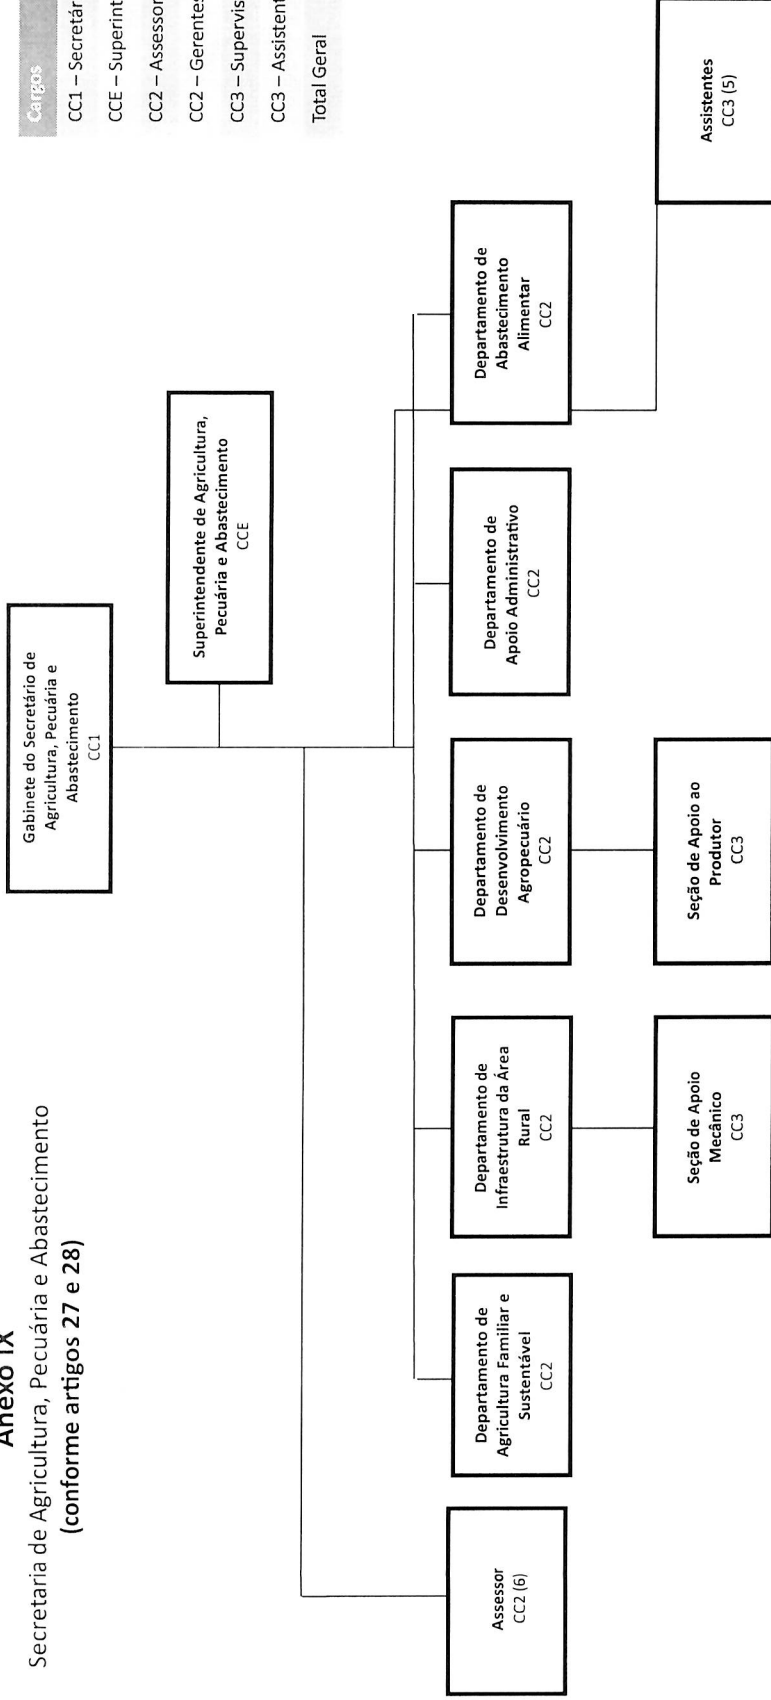 Anexo IX
Secretaria de Agricultura, Pecuária e Abastecimento
(conforme artigos 27 e 28)
Cargos
CC1 – Secretár
CCE – Superint
CC2 – Assessor
CC2 – Gerentes
CC3 – Supervis
CC3 – Assistent
Total Geral
Gabinete do Secretário de
Agricultura, Pecuária e
Abastecimento
CC1
Superintendente de Agricultura,
Pecuária e Abastecimento
CCE
Assessor
CC2 (6)
Departamento de
Agricultura Familiar e
Sustentável
CC2
Departamento de
Infraestrutura da Área
Rural
CC2
Departamento de
Desenvolvimento
Agropecuário
CC2
Departamento de
Apoio Administrativo
CC2
Departamento de
Abastecimento
Alimentar
CC2
Seção de Apoio
Mecânico
CC3
Seção de Apoio ao
Produtor
CC3
Assistentes
CC3 (5)